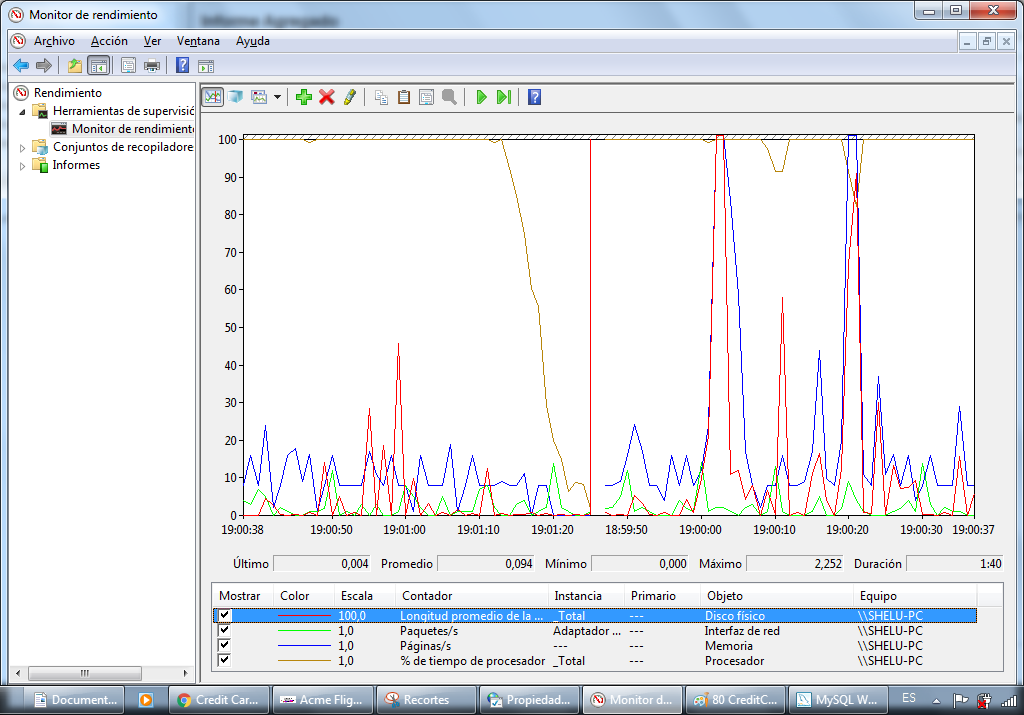 Monitor de rendimiento
Informe Agregado
Archivo Acción Ver Ventana Ayuda
Rendimiento
Herramientas de supervisió
Monitor de rendimient
Conjuntos de recopiladore
Informes
100
90
80
70
60
50
40
30
20
10
0
19:00:38 19:00:50 19:01:00 19:01:10 19:01:20 18:59:50 19:00:00 19:00:10 19:00:20 19:00:30 19:00:37
Último 0,004 Promedio 0,094 Mínimo 0,000 Máximo 2,252 Duración 1:40
Mostrar Color Escala Contador Instancia Primario Objeto Equipo
100,0 Longitud promedio de la ... _Total --- Disco físico \\SHELU-PC
1,0 Paquetes/s Adaptador ... --- Interfaz de red \\SHELU-PC
1,0 Páginas/s --- --- Memoria \\SHELU-PC
1,0 % de tiempo de procesador _Total --- Procesador \\SHELU-PC
Document... Credit Car... Acme Flig... Recortes Propiedad... Monitor d... 80 CreditC... MySQL W... ES